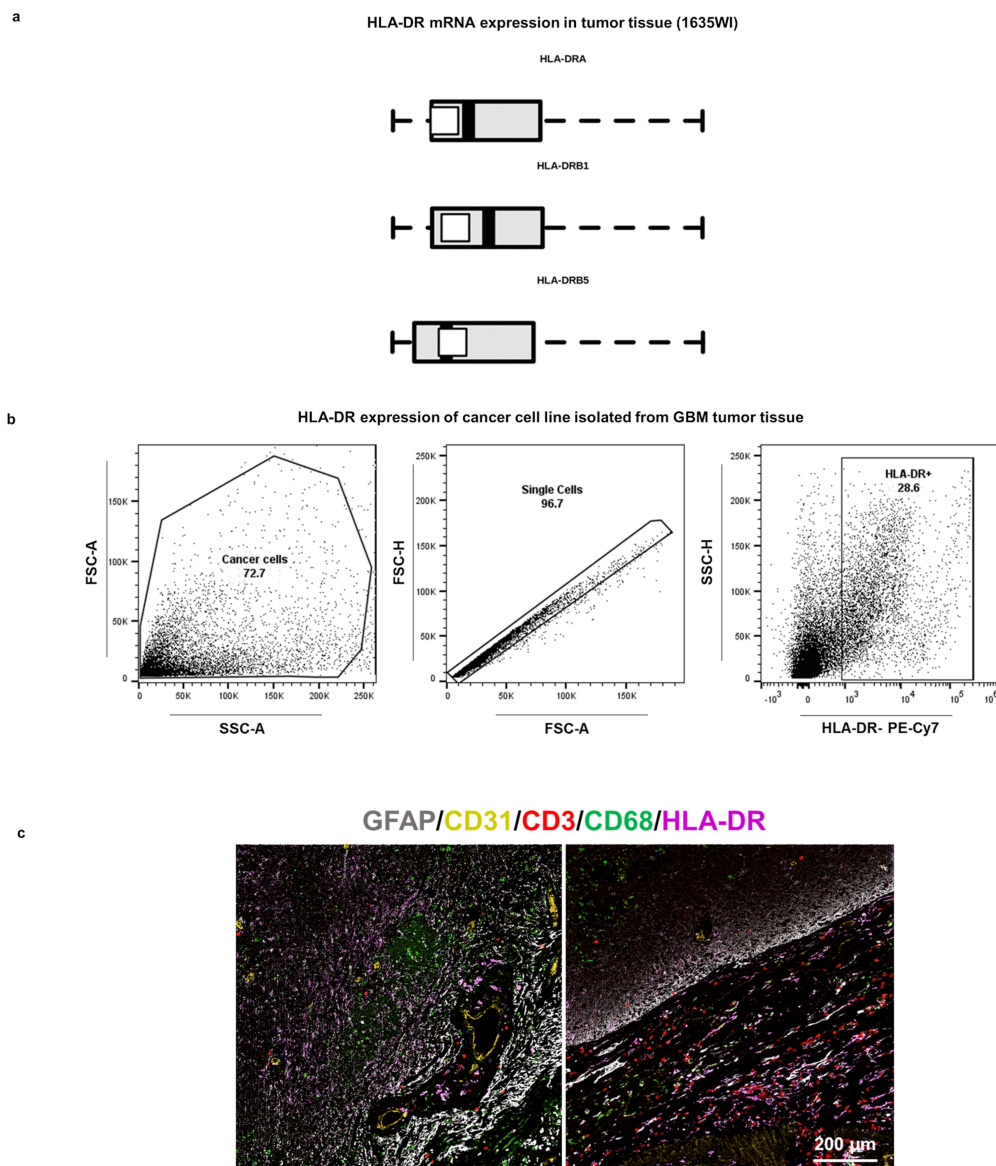 a
HLA-DR mRNA expression in tumor tissue (1635WI)
HLA-DRA
HLA-DRB1
HLA-DRB5
b
HLA-DR expression of cancer cell line isolated from GBM tumor tissue
FSC-A
150K
100K
50K
0
Cancer cells
72.7
0 50K 100K 150K 200K 250K
SSC-A
FSC-H
250K
200K
150K
100K
50K
0
Single Cells
96.7
0 50K 100K 150K
FSC-A
SSC-H
250K
200K
150K
100K
50K
0
HLA-DR+
28.6
-10³ 0 10³ 10⁴ 10⁵ 10⁶
HLA-DR- PE-Cy7
c
GFAP/CD31/CD3/CD68/HLA-DR
200 µm